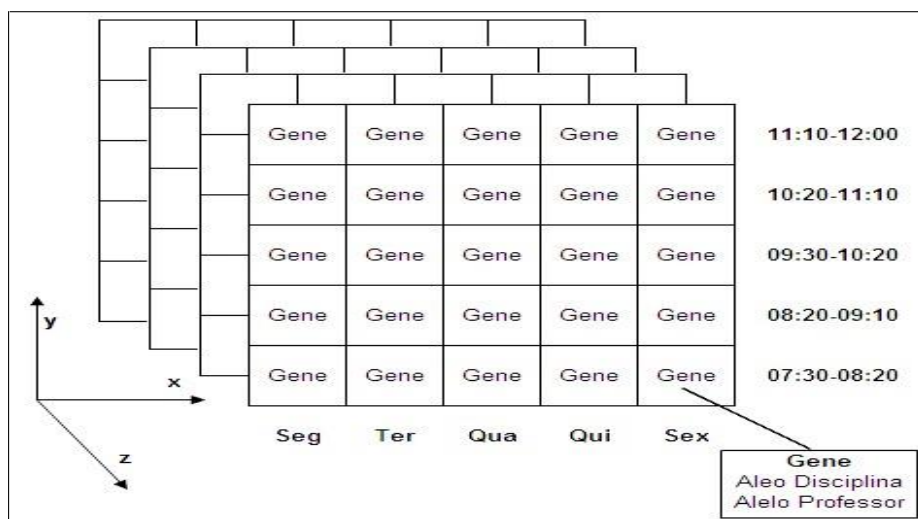 Gene Gene Gene Gene Gene 11:10-12:00
Gene Gene Gene Gene Gene 10:20-11:10
Gene Gene Gene Gene Gene 09:30-10:20
Gene Gene Gene Gene Gene 08:20-09:10
Gene Gene Gene Gene Gene 07:30-08:20
y
x
z
Seg Ter Qua Qui Sex
Gene
Aleo Disciplina
Alelo Professor